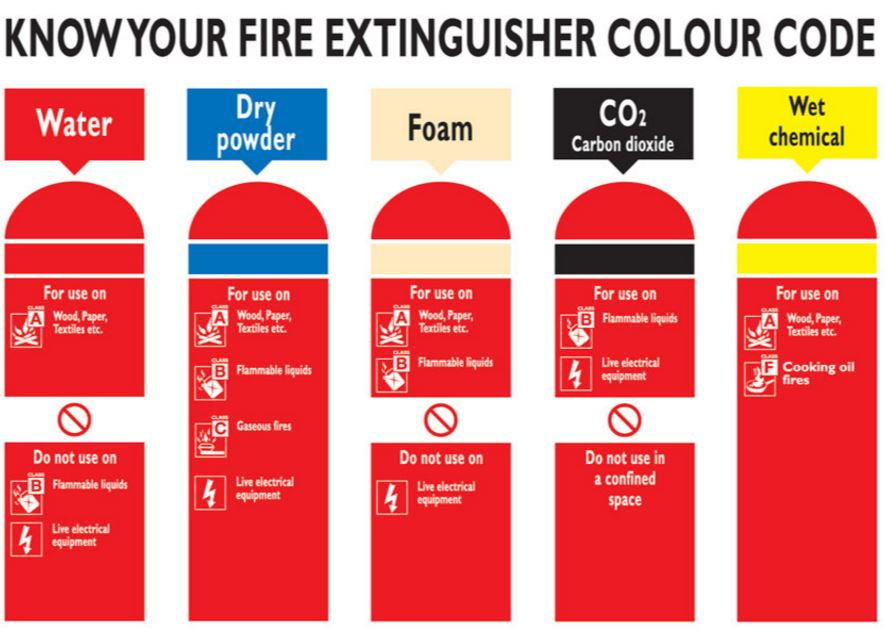 KNOW YOUR FIRE EXTINGUISHER COLOUR CODE
Water
For use on
CLASS
A
Wood, Paper,
Textiles etc.
Do not use on
CLASS
B
Flammable liquids
Live electrical
equipment
Dry
powder
For use on
CLASS
A
Wood, Paper,
Textiles etc.
CLASS
B
Flammable liquids
CLASS
C
Gaseous fires
Live electrical
equipment
Foam
For use on
CLASS
A
Wood, Paper,
Textiles etc.
CLASS
B
Flammable liquids
Do not use on
Live electrical
equipment
CO₂
Carbon dioxide
For use on
CLASS
B
Flammable liquids
Live electrical
equipment
Do not use in
a confined
space
Wet
chemical
For use on
CLASS
A
Wood, Paper,
Textiles etc.
CLASS
F
Cooking oil
fires